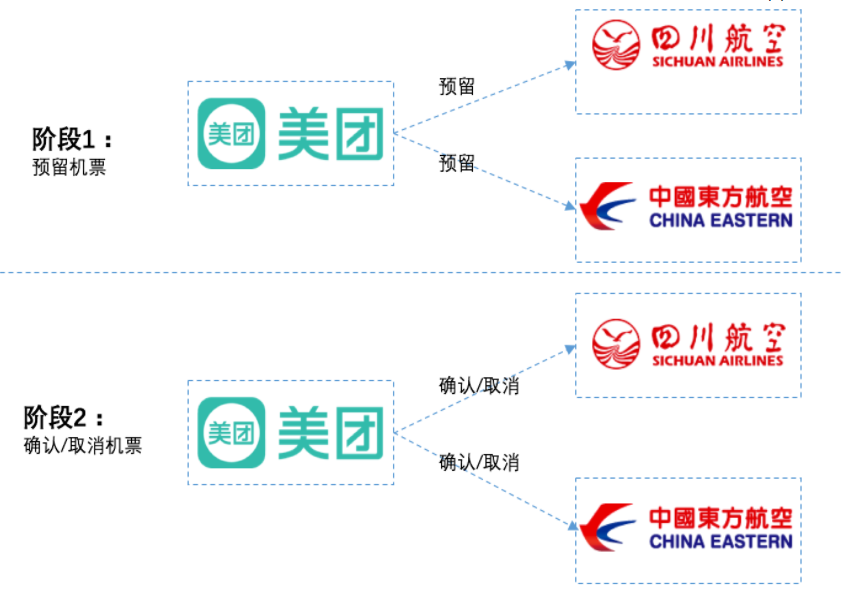 四川航空
SICHUAN AIRLINES
预留
美团 美团
阶段1：
预留机票
预留
中國東方航空
CHINA EASTERN
四川航空
SICHUAN AIRLINES
确认/取消
美团 美团
阶段2：
确认/取消机票
确认/取消
中國東方航空
CHINA EASTERN